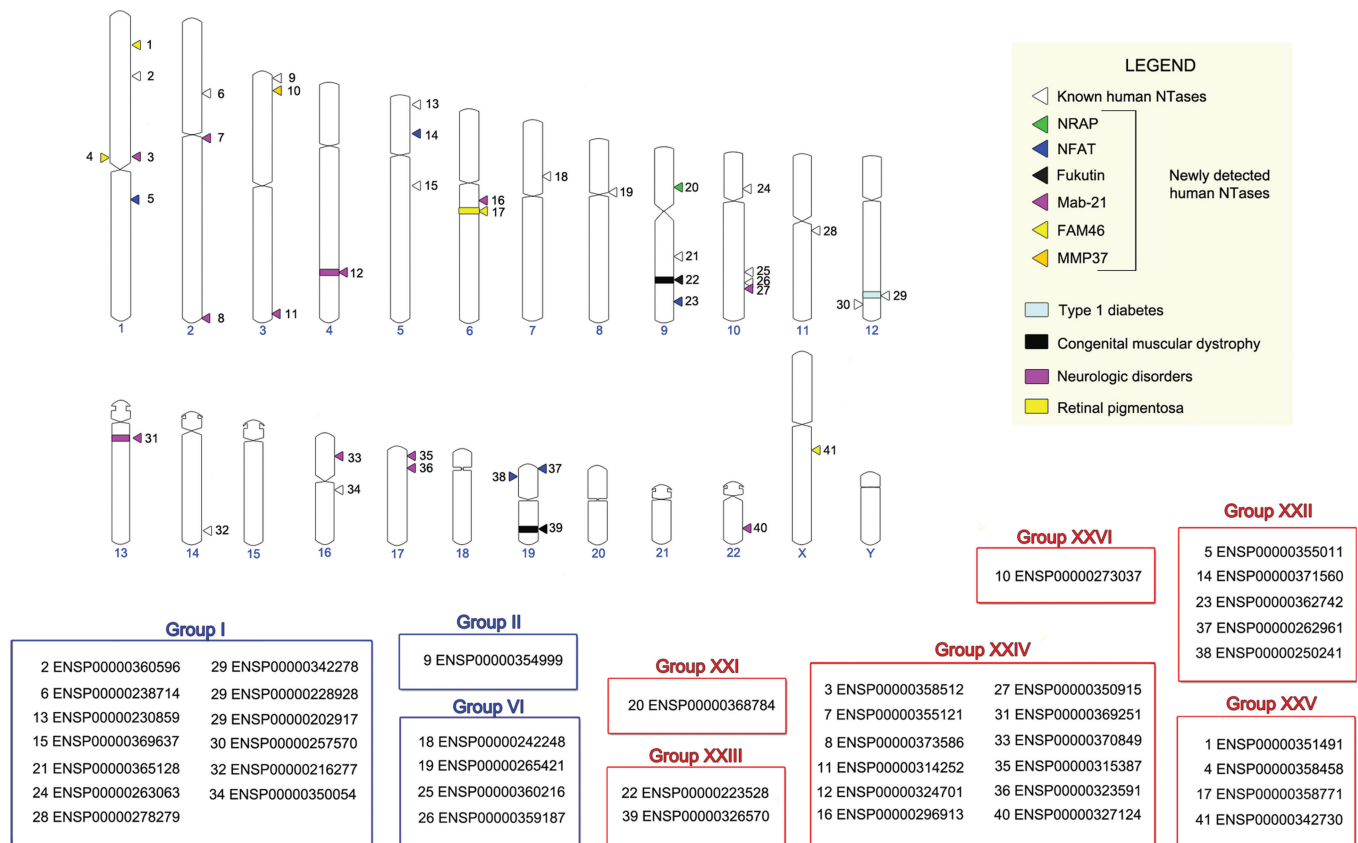 1
2
4
3
5
1
6
7
8
2
9
10
11
3
12
4
13
14
15
5
16
17
6
18
7
19
8
20
21
22
23
9
24
25
26
27
10
28
11
29
30
12
LEGEND
Known human NTases
NRAP
NFAT
Fukutin
Mab-21
FAM46
MMP37
Newly detected
human NTases
Type 1 diabetes
Congenital muscular dystrophy
Neurologic disorders
Retinal pigmentosa
31
13
32
14
15
33
34
16
35
36
17
18
38
37
39
19
20
21
40
22
41
X
Y
Group I
2 ENSP00000360596
6 ENSP00000238714
13 ENSP00000230859
15 ENSP00000369637
21 ENSP00000365128
24 ENSP00000263063
28 ENSP00000278279
29 ENSP00000342278
29 ENSP00000228928
29 ENSP00000202917
30 ENSP00000257570
32 ENSP00000216277
34 ENSP00000350054
Group II
9 ENSP00000354999
Group VI
18 ENSP00000242248
19 ENSP00000265421
25 ENSP00000360216
26 ENSP00000359187
Group XXI
20 ENSP00000368784
Group XXIII
22 ENSP00000223528
39 ENSP00000326570
Group XXIV
3 ENSP00000358512
7 ENSP00000355121
8 ENSP00000373586
11 ENSP00000314252
12 ENSP00000324701
16 ENSP00000296913
27 ENSP00000350915
31 ENSP00000369251
33 ENSP00000370849
35 ENSP00000315387
36 ENSP00000323591
40 ENSP00000327124
Group XXVI
10 ENSP00000273037
Group XXII
5 ENSP00000355011
14 ENSP00000371560
23 ENSP00000362742
37 ENSP00000262961
38 ENSP00000250241
Group XXV
1 ENSP00000351491
4 ENSP00000358458
17 ENSP00000358771
41 ENSP00000342730